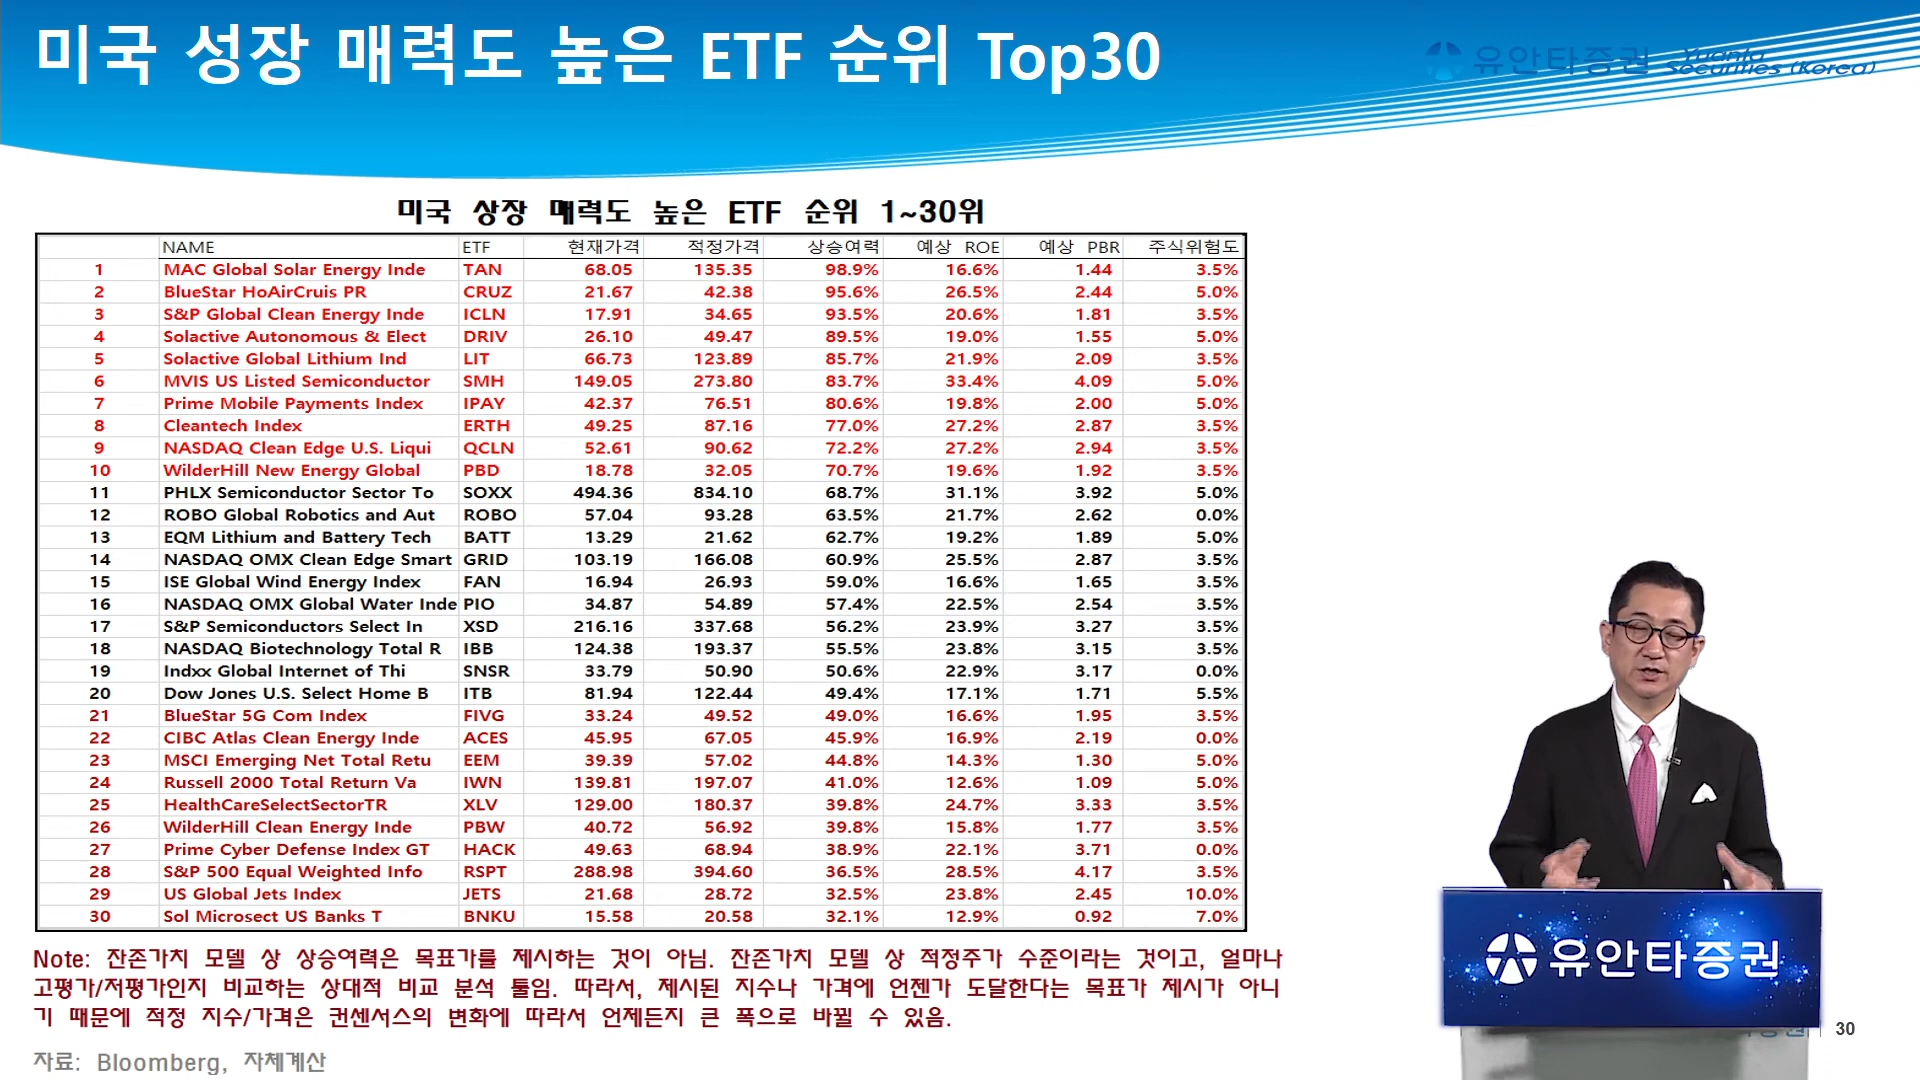 미국 성장 매력도 높은 ETF 순위 Top30
유안타증권 Yuanta Securities (Korea)
미국 상장 매력도 높은 ETF 순위 1~30위
NAME ETF 현재가격 적정가격 상승여력 예상 ROE 예상 PBR 주식위험도
1 MAC Global Solar Energy Inde TAN 68.05 135.35 98.9% 16.6% 1.44 3.5%
2 BlueStar HoAirCruis PR CRUZ 21.67 42.38 95.6% 26.5% 2.44 5.0%
3 S&P Global Clean Energy Inde ICLN 17.91 34.65 93.5% 20.6% 1.81 3.5%
4 Solactive Autonomous & Elect DRIV 26.10 49.47 89.5% 19.0% 1.55 5.0%
5 Solactive Global Lithium Ind LIT 66.73 123.89 85.7% 21.9% 2.09 3.5%
6 MVIS US Listed Semiconductor SMH 149.05 273.80 83.7% 33.4% 4.09 5.0%
7 Prime Mobile Payments Index IPAY 42.37 76.51 80.6% 19.8% 2.00 5.0%
8 Cleantech Index ERTH 49.25 87.16 77.0% 27.2% 2.87 3.5%
9 NASDAQ Clean Edge U.S. Liqui QCLN 52.61 90.62 72.2% 27.2% 2.94 3.5%
10 WilderHill New Energy Global PBD 18.78 32.05 70.7% 19.6% 1.92 3.5%
11 PHLX Semiconductor Sector To SOXX 494.36 834.10 68.7% 31.1% 3.92 5.0%
12 ROBO Global Robotics and Aut ROBO 57.04 93.28 63.5% 21.7% 2.62 0.0%
13 EQM Lithium and Battery Tech BATT 13.29 21.62 62.7% 19.2% 1.89 5.0%
14 NASDAQ OMX Clean Edge Smart GRID 103.19 166.08 60.9% 25.5% 2.87 3.5%
15 ISE Global Wind Energy Index FAN 16.94 26.93 59.0% 16.6% 1.65 3.5%
16 NASDAQ OMX Global Water Inde PIO 34.87 54.89 57.4% 22.5% 2.54 3.5%
17 S&P Semiconductors Select In XSD 216.16 337.68 56.2% 23.9% 3.27 3.5%
18 NASDAQ Biotechnology Total R IBB 124.38 193.37 55.5% 23.8% 3.15 3.5%
19 Indxx Global Internet of Thi SNSR 33.79 50.90 50.6% 22.9% 3.17 0.0%
20 Dow Jones U.S. Select Home B ITB 81.94 122.44 49.4% 17.1% 1.71 5.5%
21 BlueStar 5G Com Index FIVG 33.24 49.52 49.0% 16.6% 1.95 3.5%
22 CIBC Atlas Clean Energy Inde ACES 45.95 67.05 45.9% 16.9% 2.19 0.0%
23 MSCI Emerging Net Total Retu EEM 39.39 57.02 44.8% 14.3% 1.30 5.0%
24 Russell 2000 Total Return Va IWN 139.81 197.07 41.0% 12.6% 1.09 5.0%
25 HealthCareSelectSectorTR XLV 129.00 180.37 39.8% 24.7% 3.33 3.5%
26 WilderHill Clean Energy Inde PBW 40.72 56.92 39.8% 15.8% 1.77 3.5%
27 Prime Cyber Defense Index GT HACK 49.63 68.94 38.9% 22.1% 3.71 0.0%
28 S&P 500 Equal Weighted Info RSPT 288.98 394.60 36.5% 28.5% 4.17 3.5%
29 US Global Jets Index JETS 21.68 28.72 32.5% 23.8% 2.45 10.0%
30 Sol Microsect US Banks T BNKU 15.58 20.58 32.1% 12.9% 0.92 7.0%
Note: 잔존가치 모델 상 상승여력은 목표가를 제시하는 것이 아님. 잔존가치 모델 상 적정주가 수준이라는 것이고, 얼마나
고평가/저평가인지 비교하는 상대적 비교 분석 툴임. 따라서, 제시된 지수나 가격에 언젠가 도달한다는 목표가 제시가 아니
기 때문에 적정 지수/가격은 컨센서스의 변화에 따라서 언제든지 큰 폭으로 바뀔 수 있음.
자료: Bloomberg, 자체계산
유안타증권
30